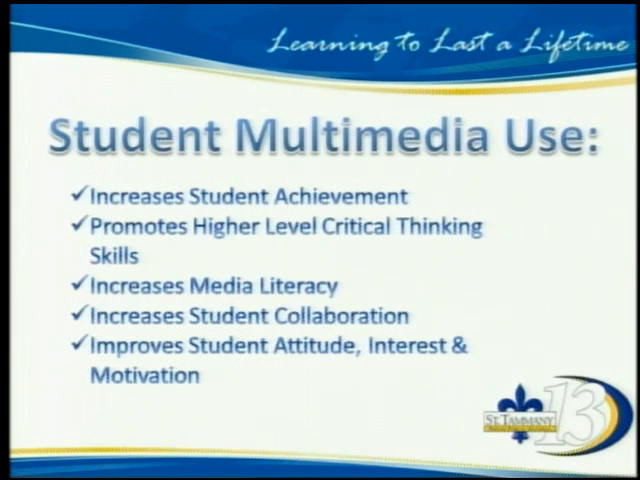 Learning to Last a Lifetime
Student Multimedia Use:
✓Increases Student Achievement
✓Promotes Higher Level Critical Thinking
Skills
✓Increases Media Literacy
✓Increases Student Collaboration
✓Improves Student Attitude, Interest &
Motivation
13
ST. TAMMANY